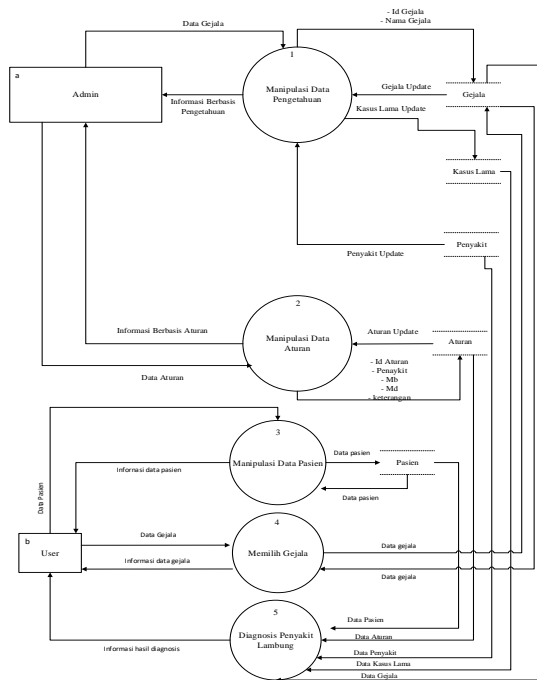 - Id Gejala
- Nama Gejala
Data Gejala
1
a
Admin
Manipulasi Data
Pengetahuan
Gejala Update
Gejala
Informasi Berbasis
Pengetahuan
Kasus Lama Update
Kasus Lama
Penyakit
Penyakit Update
2
Informasi Berbasis Aturan
Manipulasi Data
Aturan
Aturan Update
Aturan
- Id Aturan
- Penaykit
- Mb
- Md
- keterangan
Data Aturan
3
Data Pasien
Informasi data pasien
Manipulasi Data Pasien
Data pasien
Pasien
Data pasien
4
b
User
Data Gejala
Memilih Gejala
Data gejala
Informasi data gejala
Data gejala
5
Data Pasien
Diagnosis Penyakit
Lambung
Data Aturan
Informasi hasil diagnosis
Data Penyakit
Data Kasus Lama
Data Gejala